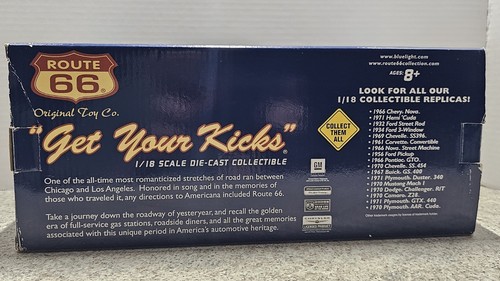 ROUTE
66
Original Toy Co.
"Get Your Kicks"
1/18 SCALE DIE-CAST COLLECTIBLE
One of the all-time most romanticized stretches of road ran between
Chicago and Los Angeles. Honored in song and in the memories of
those who traveled it, any directions to Americana included Route 66.
Take a journey down the roadway of yesteryear, and recall the golden
era of full-service gas stations, roadside diners, and all the great memories
associated with this unique period in America's automotive heritage.
COLLECT
THEM
ALL
GM
www.bluelight.com
www.route66collection.com
AGES: 8+
LOOK FOR ALL OUR
1/18 COLLECTIBLE REPLICAS!
• 1966 Chevy. Nova.
• 1971 Hemi 'Cuda
• 1932 Ford Street Rod
• 1934 Ford 3-Window
• 1969 Chevelle. SS396.
• 1961 Corvette. Convertible
• 1966 Nova. Street Machine
• 1956 Ford Pickup
• 1966 Pontiac. GTO.
• 1970 Chevelle. SS. 454
• 1967 Buick. GS. 400
• 1971 Plymouth. Duster. 340
• 1970 Mustang Mach I
• 1970 Dodge. Challenger. R/T
• 1970 Camaro. Z28.
• 1971 Plymouth. GTX. 440
• 1970 Plymouth. AAR. Cuda.